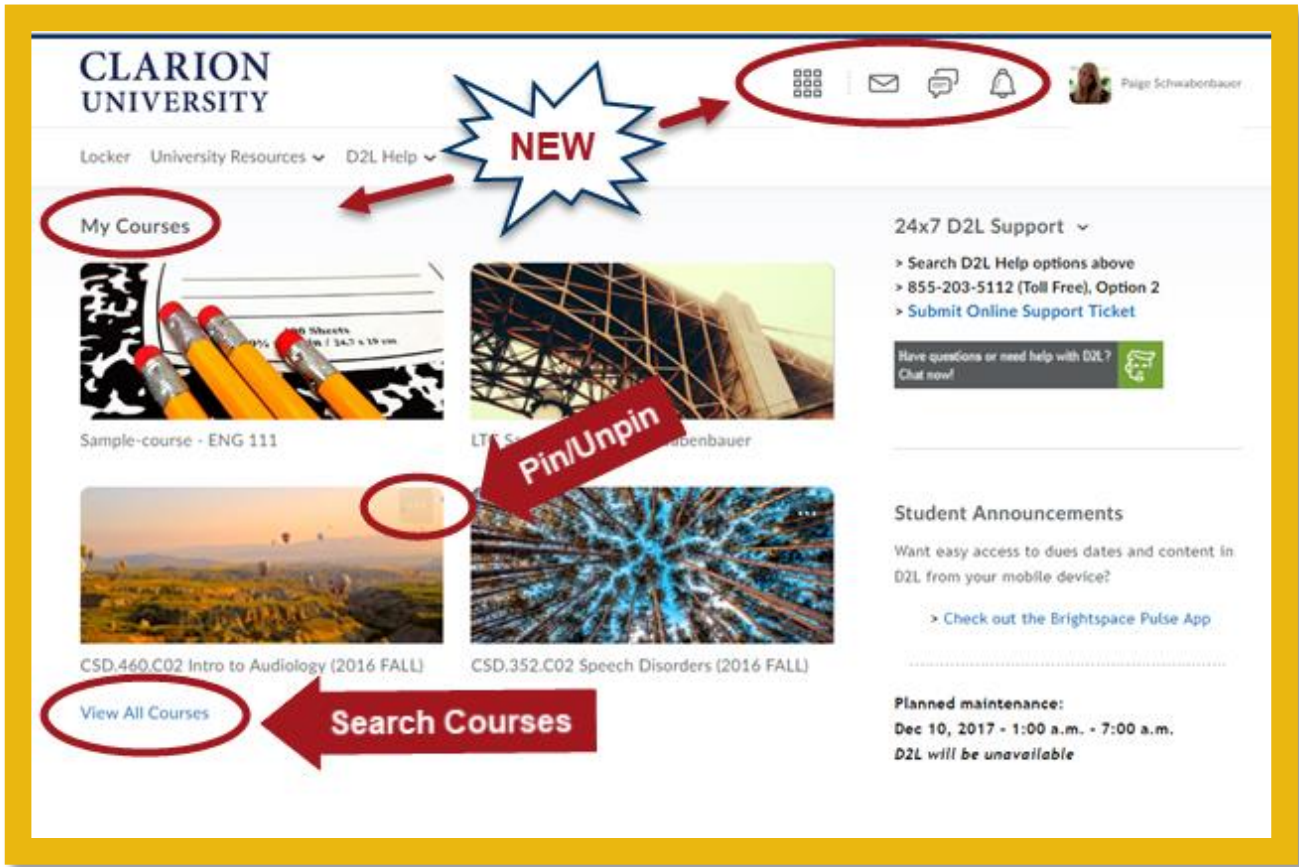 CLARION
UNIVERSITY
Paige Schwabenbauer
NEW
Locker University Resources D2L Help
My Courses
24x7 D2L Support
> Search D2L Help options above
> 855-203-5112 (Toll Free), Option 2
> Submit Online Support Ticket
Have questions or need help with D2L?
Chat now!
Sheets
24.7 x 19 cm
Sample-course - ENG 111
Pin/Unpin
Student Announcements
Want easy access to dues dates and content in
D2L from your mobile device?
> Check out the Brightspace Pulse App
CSD.460.C02 Intro to Audiology (2016 FALL)
CSD.352.C02 Speech Disorders (2016 FALL)
View All Courses
Search Courses
Planned maintenance:
Dec 10, 2017 - 1:00 a.m. - 7:00 a.m.
D2L will be unavailable